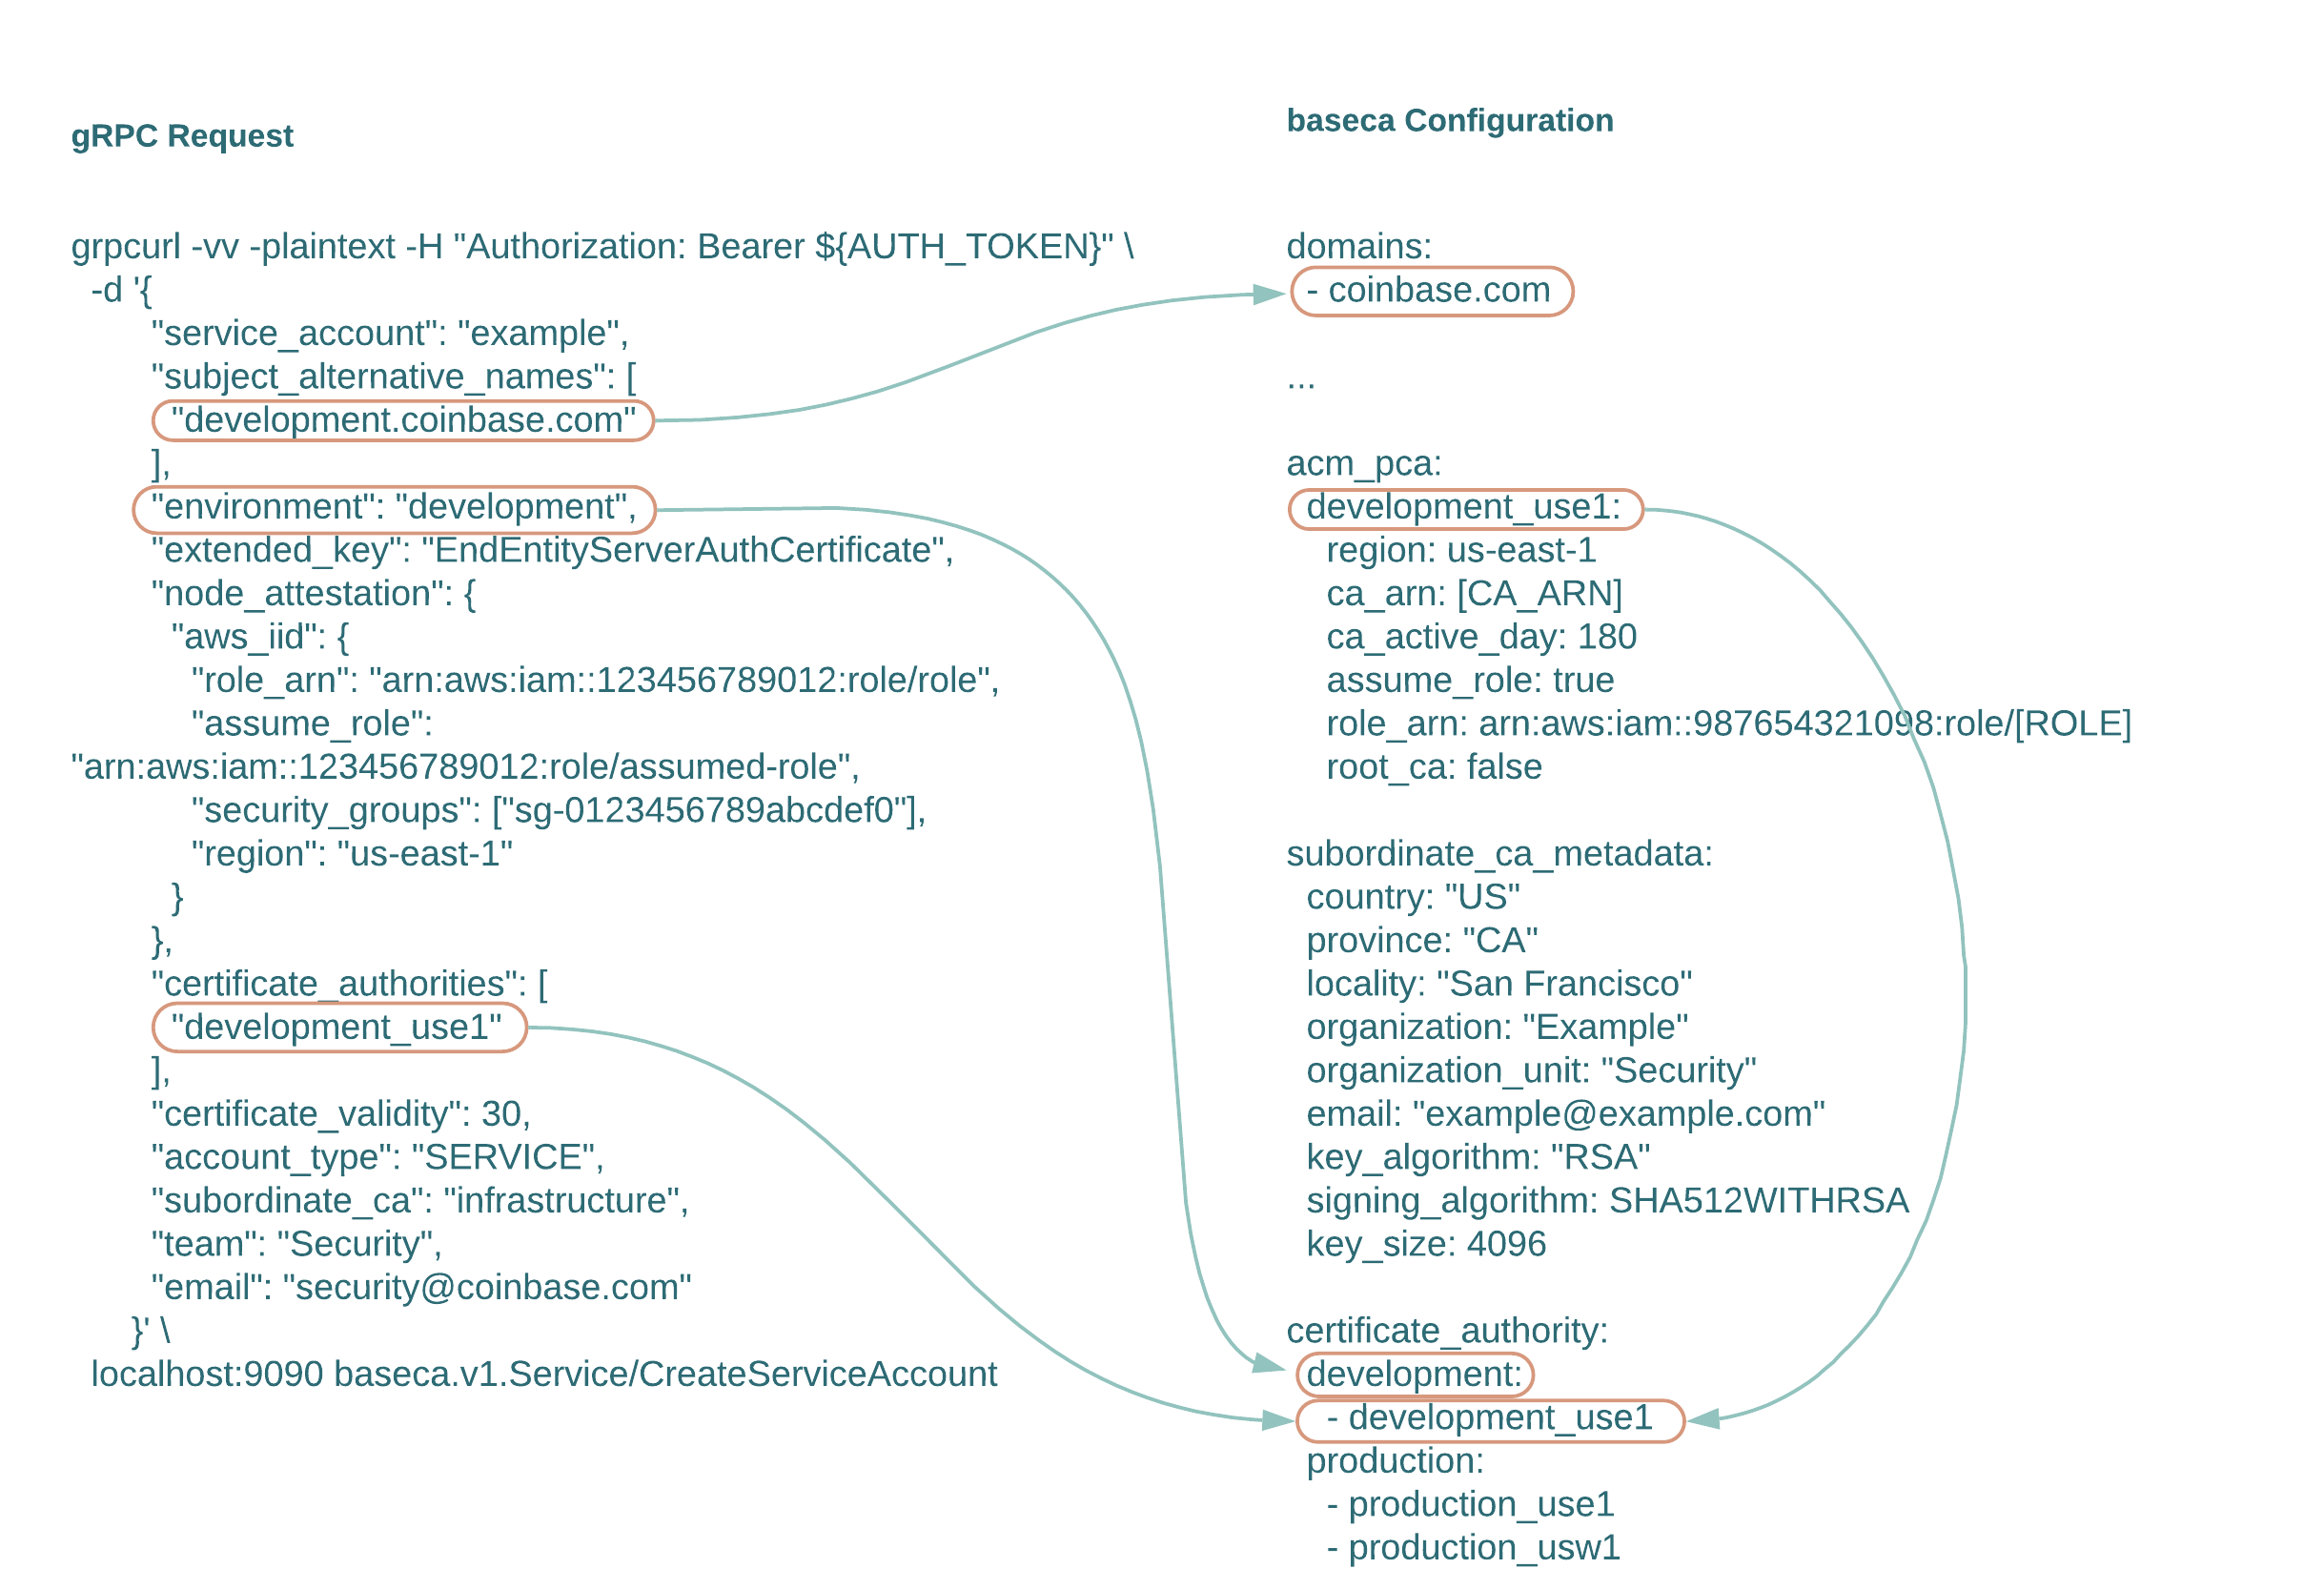 gRPC Request
grpcurl -vv -plaintext -H "Authorization: Bearer ${AUTH_TOKEN}" \
-d '{
"service_account": "example",
"subject_alternative_names": [
"development.coinbase.com"
],
"environment": "development",
"extended_key": "EndEntityServerAuthCertificate",
"node_attestation": {
"aws_iid": {
"role_arn": "arn:aws:iam::123456789012:role/role",
"assume_role":
"arn:aws:iam::123456789012:role/assumed-role",
"security_groups": ["sg-0123456789abcdef0"],
"region": "us-east-1"
}
},
"certificate_authorities": [
"development_use1"
],
"certificate_validity": 30,
"account_type": "SERVICE",
"subordinate_ca": "infrastructure",
"team": "Security",
"email": "security@coinbase.com"
}' \
localhost:9090 baseca.v1.Service/CreateServiceAccount
baseca Configuration
domains:
- coinbase.com
...
acm_pca:
development_use1:
region: us-east-1
ca_arn: [CA_ARN]
ca_active_day: 180
assume_role: true
role_arn: arn:aws:iam::987654321098:role/[ROLE]
root_ca: false
subordinate_ca_metadata:
country: "US"
province: "CA"
locality: "San Francisco"
organization: "Example"
organization_unit: "Security"
email: "example@example.com"
key_algorithm: "RSA"
signing_algorithm: SHA512WITHRSA
key_size: 4096
certificate_authority:
development:
- development_use1
production:
- production_use1
- production_usw1